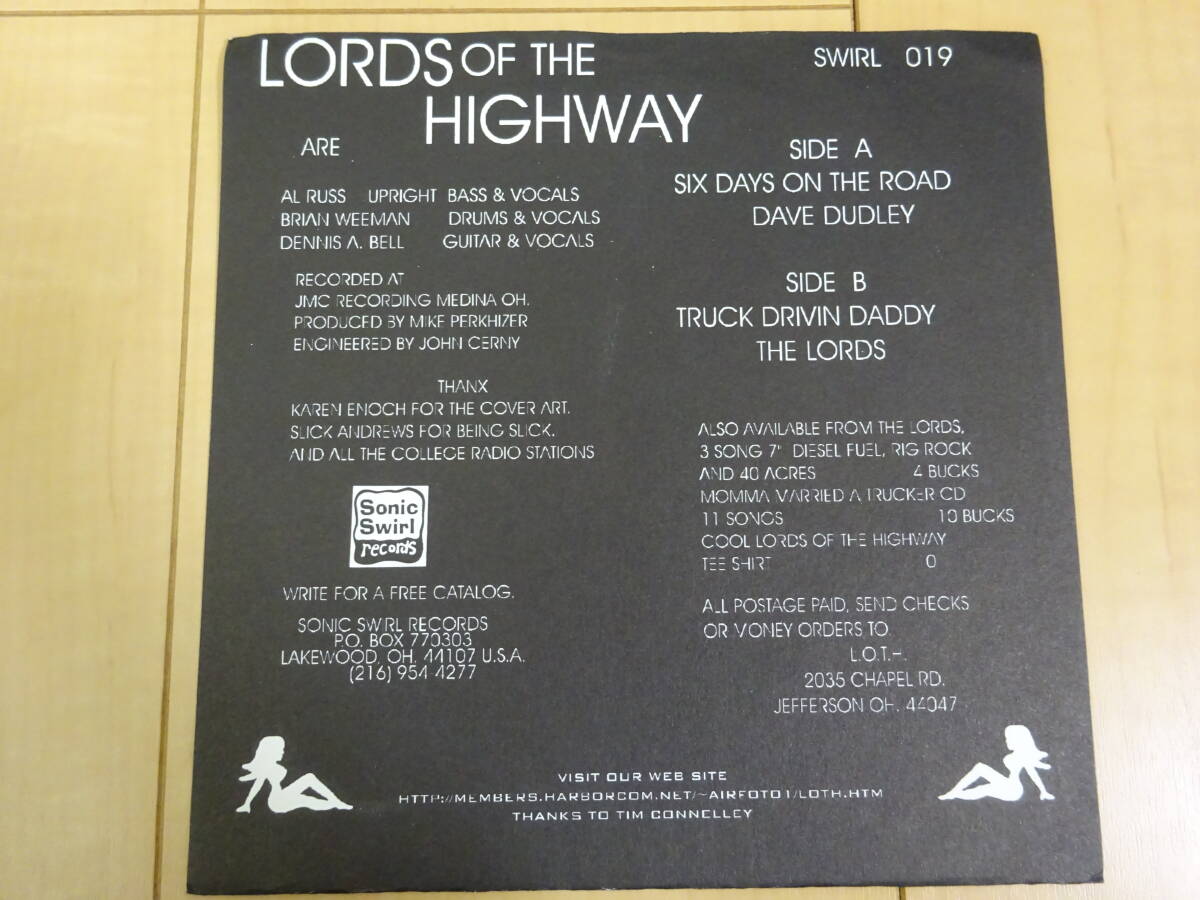 LORDS OF THE
HIGHWAY
ARE
AL RUSS UPRIGHT BASS & VOCALS
BRIAN WEEMAN DRUMS & VOCALS
DENNIS A. BELL GUITAR & VOCALS
RECORDED AT
JMC RECORDING MEDINA OH.
PRODUCED BY MIKE PERKHIZER
ENGINEERED BY JOHN CERNY
THANX
KAREN ENOCH FOR THE COVER ART.
SLICK ANDREWS FOR BEING SLICK.
AND ALL THE COLLEGE RADIO STATIONS
Sonic
Swirl
records
WRITE FOR A FREE CATALOG.
SONIC SWIRL RECORDS
P.O. BOX 770303
LAKEWOOD, OH. 44107 U.S.A.
(216) 954-4277
SWIRL 019
SIDE A
SIX DAYS ON THE ROAD
DAVE DUDLEY
SIDE B
TRUCK DRIVIN DADDY
THE LORDS
ALSO AVAILABLE FROM THE LORDS,
3 SONG 7" DIESEL FUEL, RIG ROCK
AND 40 ACRES 4 BUCKS
MOMMA MARRIED A TRUCKER CD
11 SONGS 10 BUCKS
COOL LORDS OF THE HIGHWAY
TEE SHIRT 0
ALL POSTAGE PAID, SEND CHECKS
OR MONEY ORDERS TO
L.O.T.H.
2035 CHAPEL RD.
JEFFERSON OH. 44047
VISIT OUR WEB SITE
HTTP://MEMBERS.HARBORCOM.NET/~AIRFOTO1/LOTH.HTM
THANKS TO TIM CONNELLEY